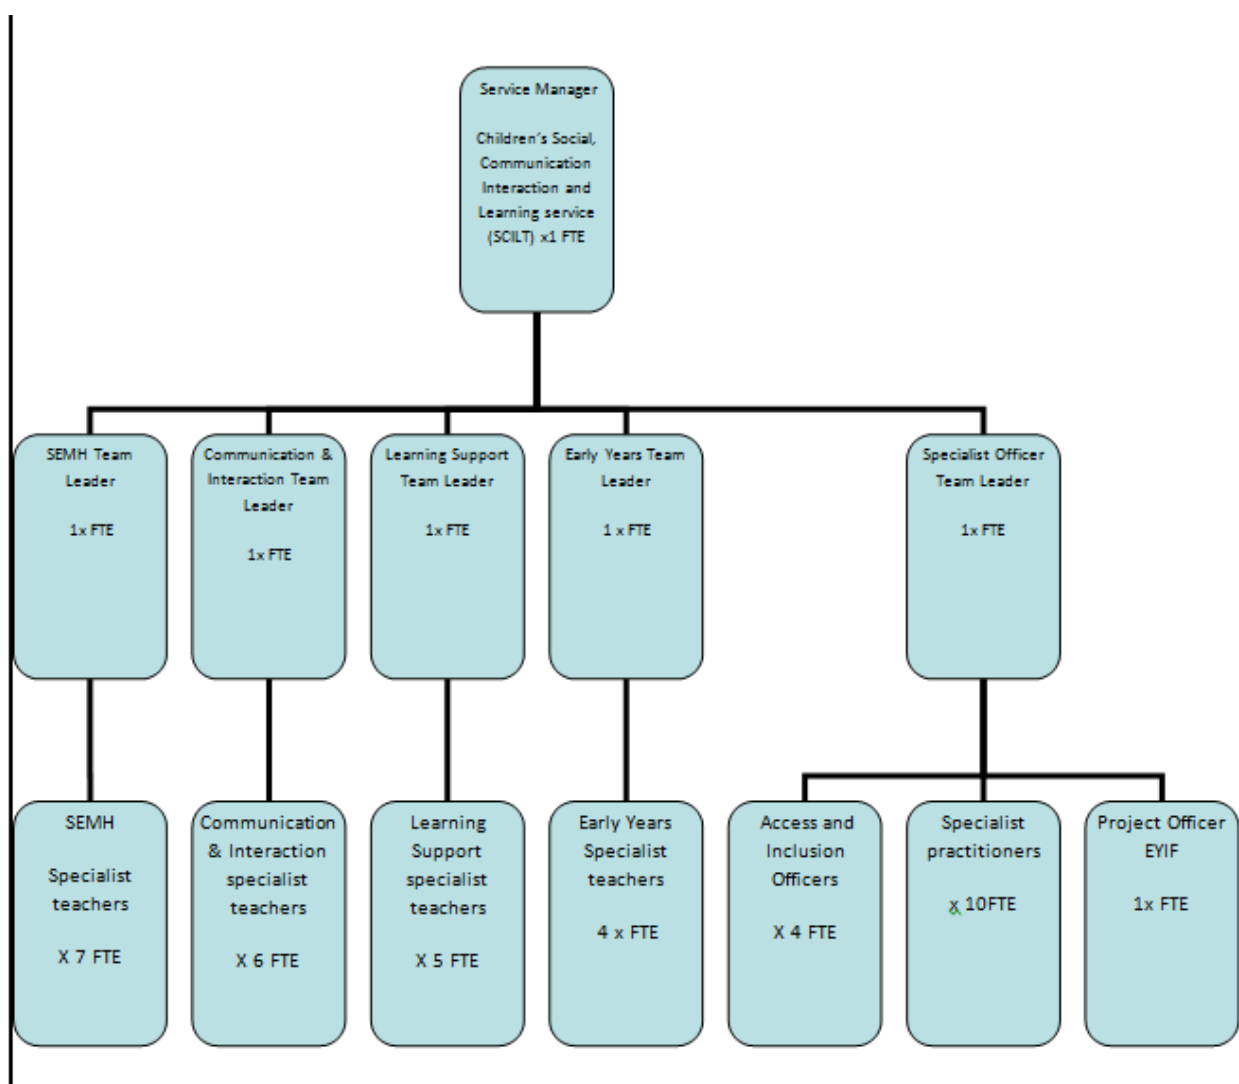 Service Manager
Children's Social,
Communication
Interaction and
Learning service
(SCILT) x1 FTE
SEMH Team
Leader
1x FTE
Communication &
Interaction Team
Leader
1x FTE
Learning Support
Team Leader
1x FTE
Early Years Team
Leader
1 x FTE
Specialist Officer
Team Leader
1x FTE
SEMH
Specialist
teachers
X 7 FTE
Communication
& Interaction
specialist
teachers
X 6 FTE
Learning
Support
specialist
teachers
X 5 FTE
Early Years
Specialist
teachers
4 x FTE
Access and
Inclusion
Officers
X 4 FTE
Specialist
practitioners
x 10FTE
Project Officer
EYIF
1x FTE